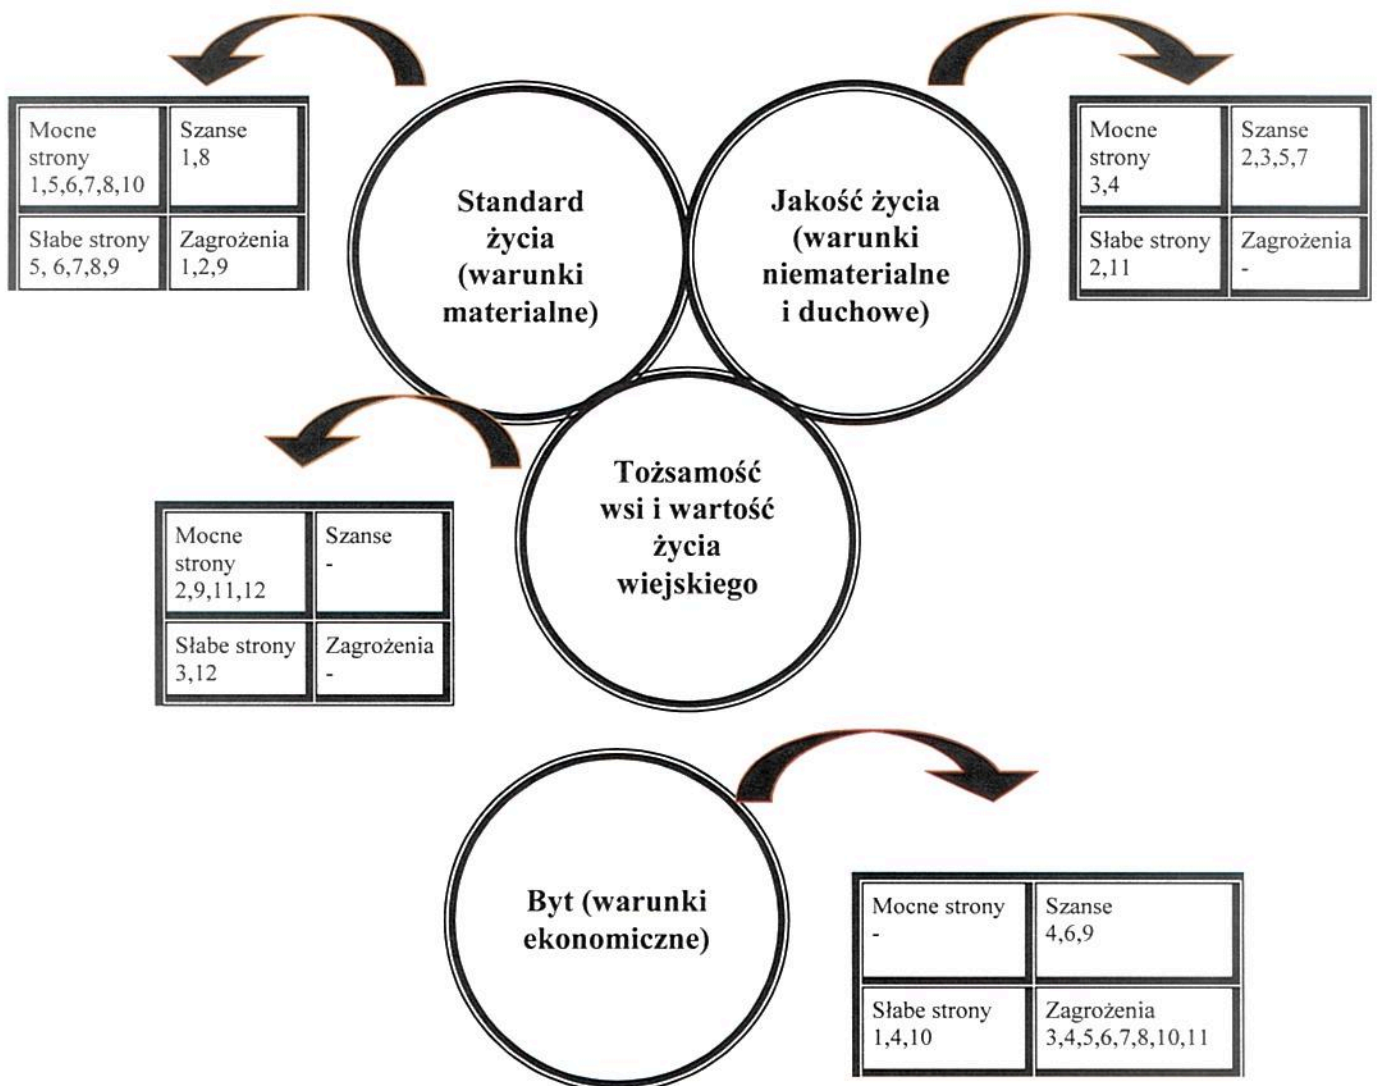 Mocne
strony
1,5,6,7,8,10
Szanse
1,8
Słabe strony
5, 6,7,8,9
Zagrożenia
1,2,9
Standard
życia
(warunki
materialne)
Jakość życia
(warunki
niematerialne
i duchowe)
Mocne
strony
3,4
Szanse
2,3,5,7
Słabe strony
2,11
Zagrożenia
-
Mocne
strony
2,9,11,12
Szanse
-
Słabe strony
3,12
Zagrożenia
-
Tożsamość
wsi i wartość
życia
wiejskiego
Byt (warunki
ekonomiczne)
Mocne strony
-
Szanse
4,6,9
Słabe strony
1,4,10
Zagrożenia
3,4,5,6,7,8,10,11